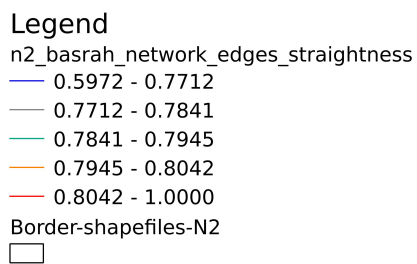 Legend
n2_basrah_network_edges_straightness
0.5972 - 0.7712
0.7712 - 0.7841
0.7841 - 0.7945
0.7945 - 0.8042
0.8042 - 1.0000
Border-shapefiles-N2